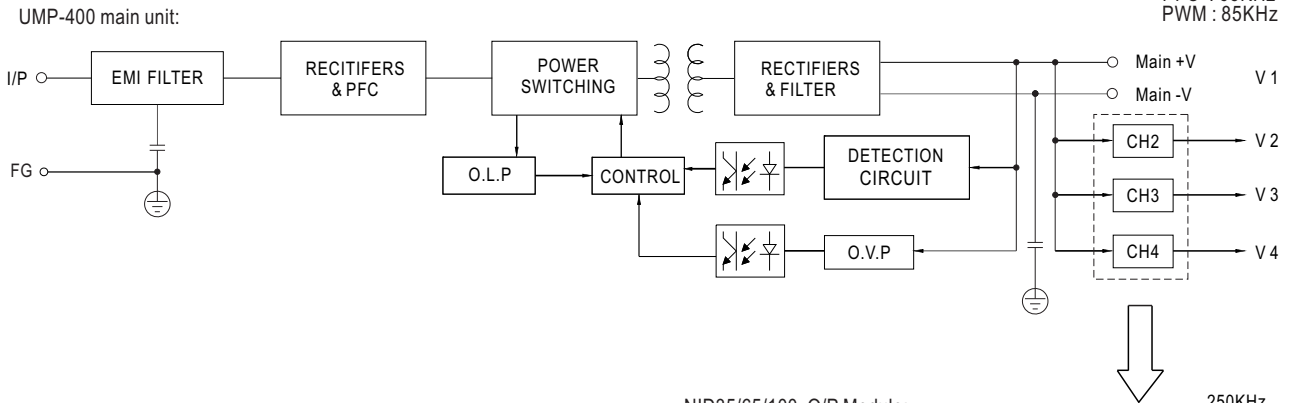 UMP-400 main unit:
PWM : 85KHz
I/P
EMI FILTER
RECITIFERS
& PFC
POWER
SWITCHING
RECTIFIERS
& FILTER
Main +V
V 1
Main -V
CH2
V 2
DETECTION
CIRCUIT
FG
O.L.P
CONTROL
CH3
V 3
O.V.P
CH4
V 4
250KHz